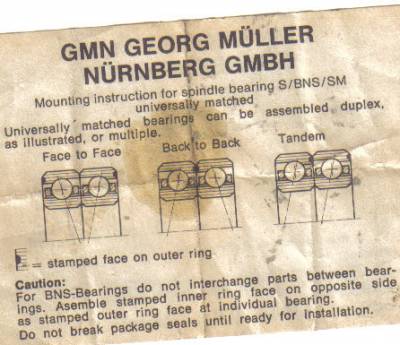 GMN GEORG MÜLLER
NÜRNBERG GMBH
Mounting instruction for spindle bearing S/BNS/SM
universally matched
Universally matched bearings can be assembled duplex,
as illustrated, or multiple.
Face to Face Back to Back Tandem
= stamped face on outer ring
Caution:
For BNS-Bearings do not interchange parts between bear-
ings. Asemble stamped inner ring face on opposite side
as stamped outer ring face at individual bearing.
Do not break package seals until ready for installation.